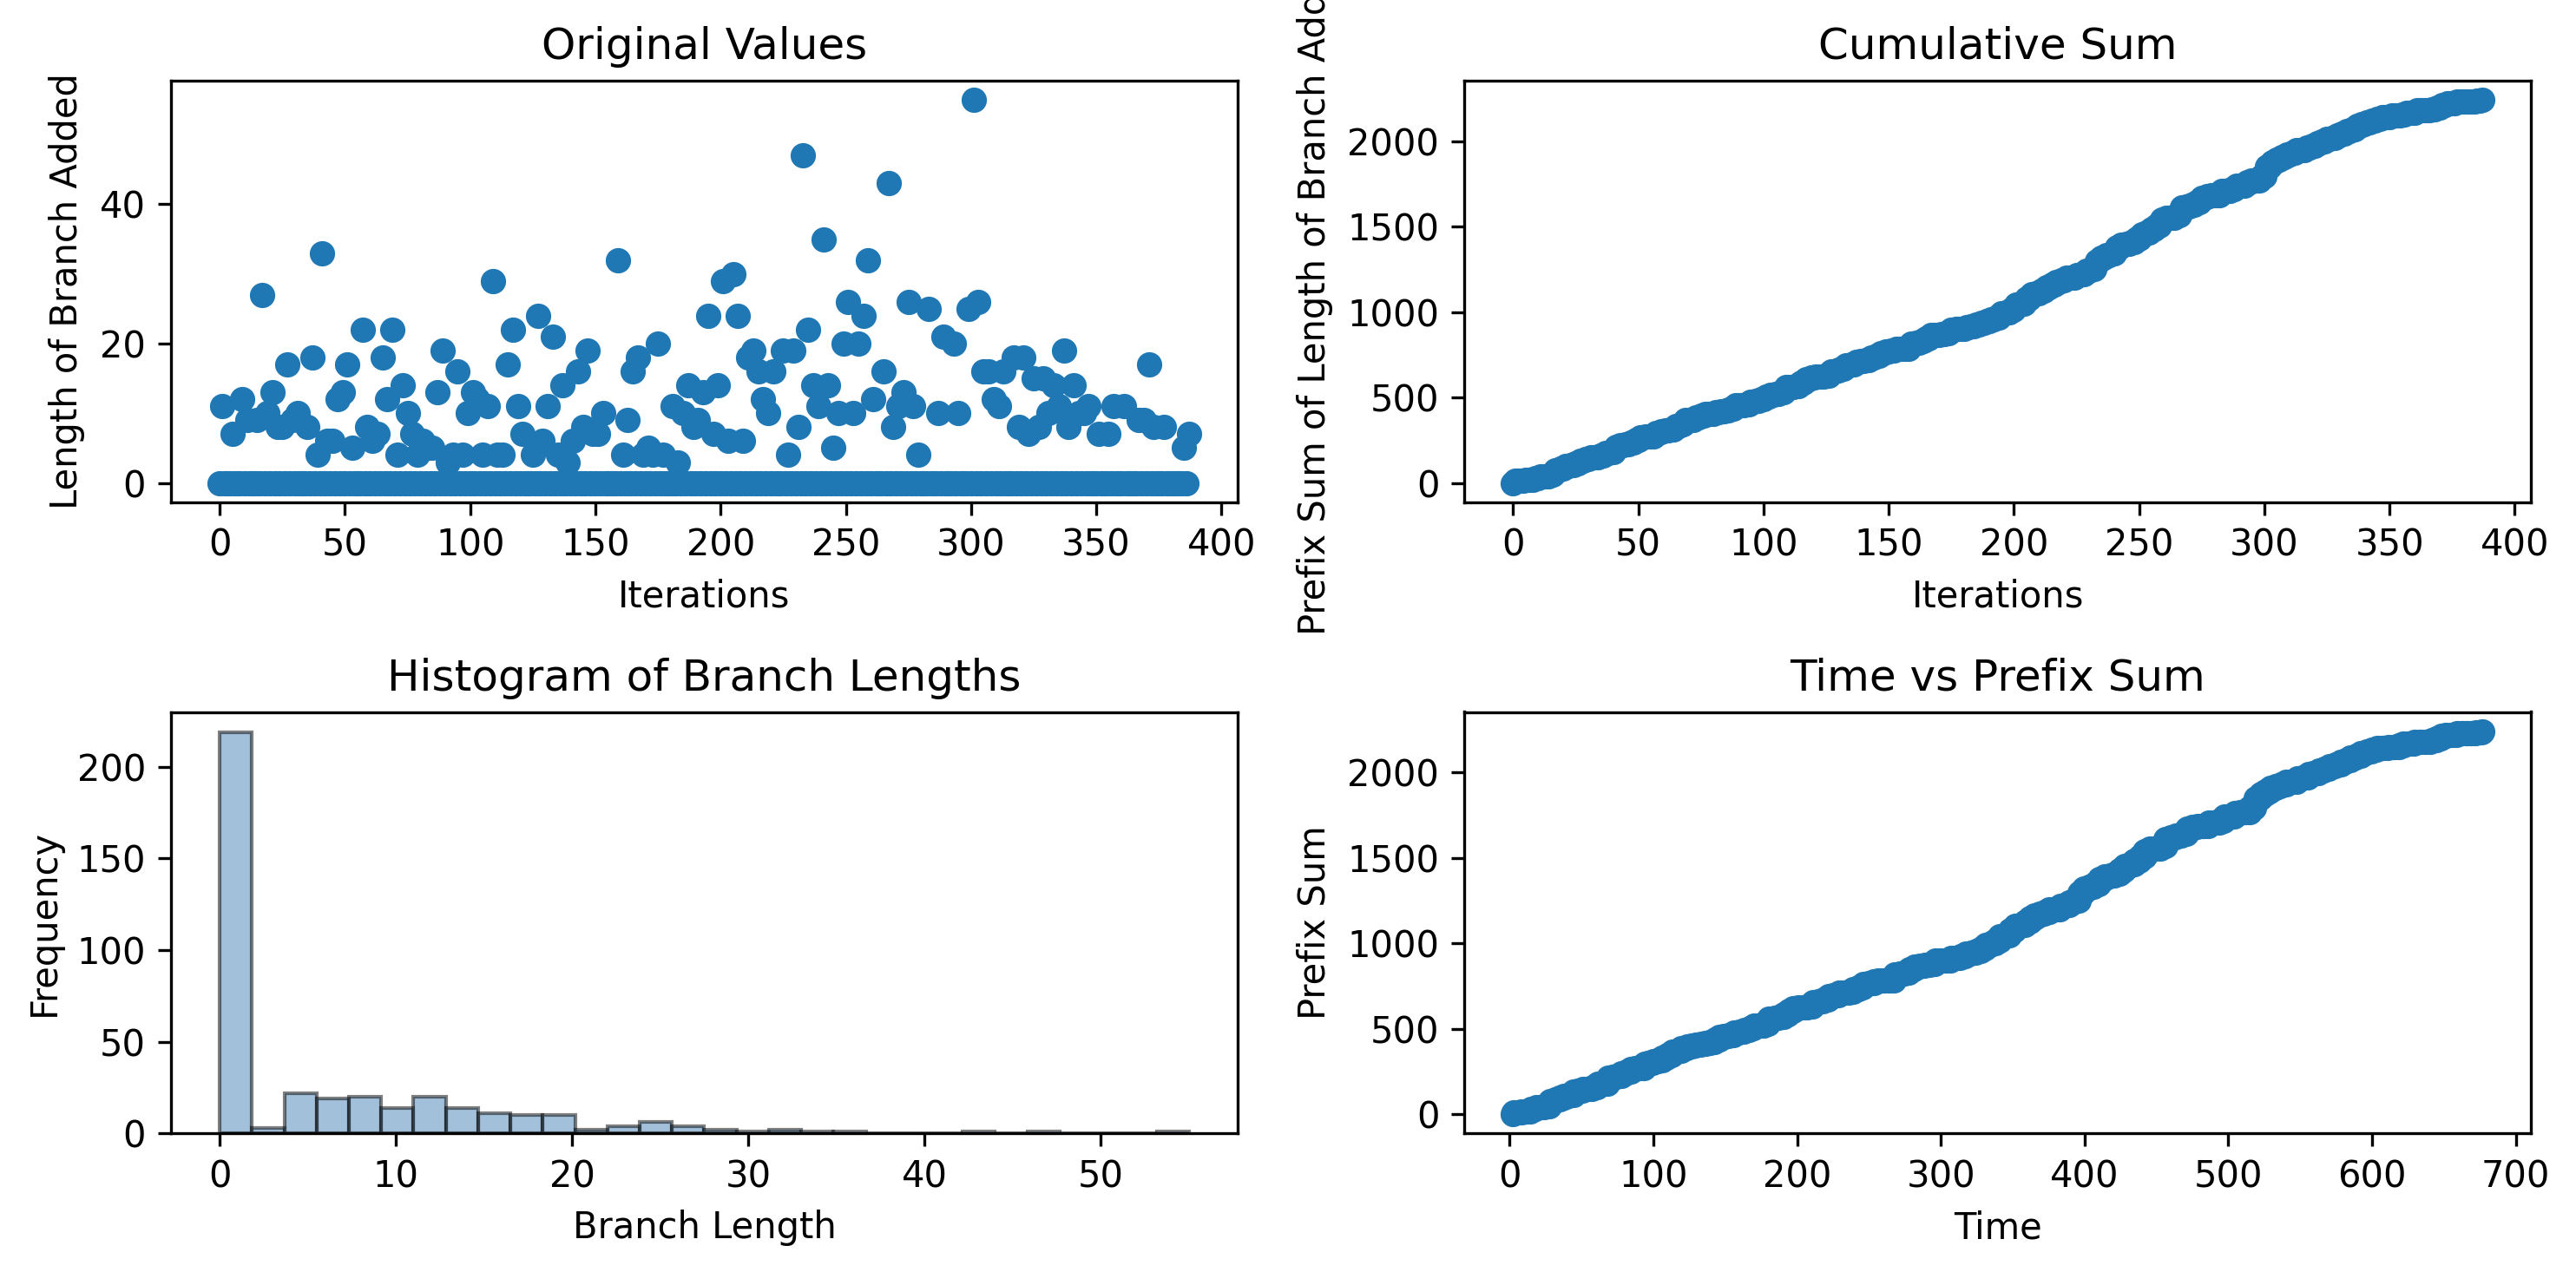 Original Values
Length of Branch Added
40
20
0
0 50 100 150 200 250 300 350 400
Iterations
Cumulative Sum
Prefix Sum of Length of Branch
2000
1500
1000
500
0
0 50 100 150 200 250 300 350 400
Iterations
Histogram of Branch Lengths
Frequency
200
150
100
50
0
0 10 20 30 40 50
Branch Length
Time vs Prefix Sum
Prefix Sum
2000
1500
1000
500
0
0 100 200 300 400 500 600 700
Time